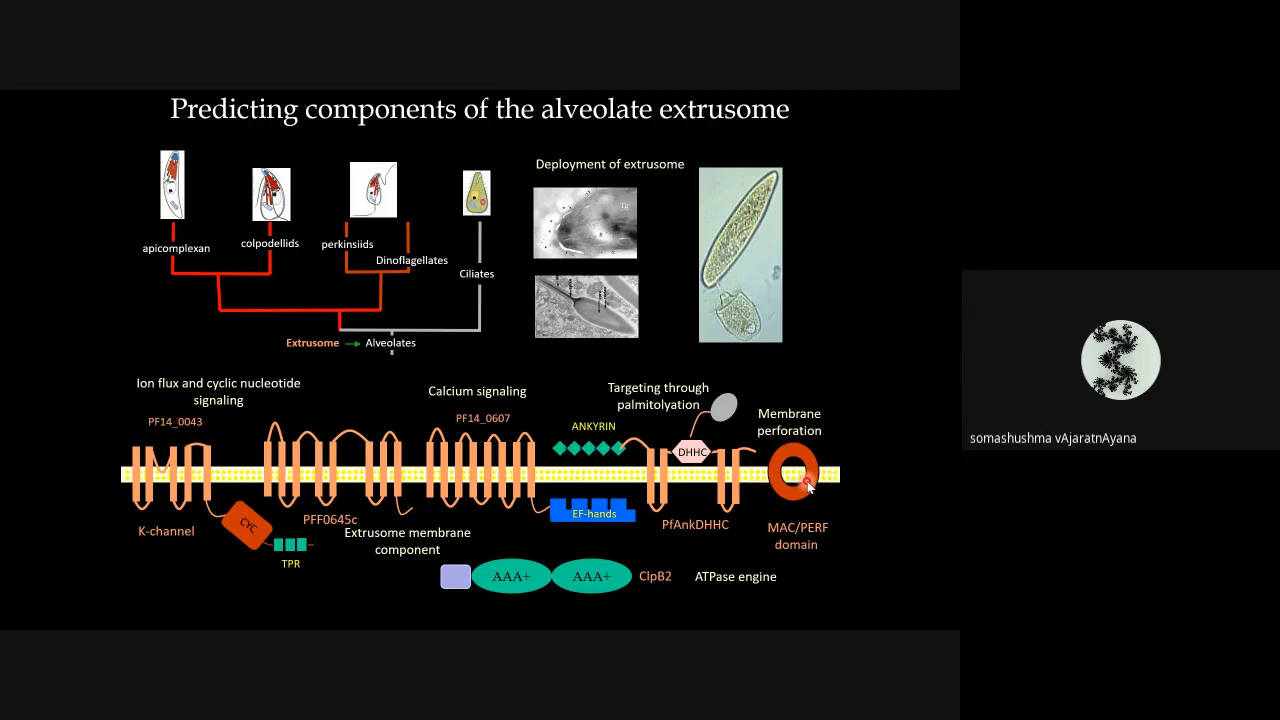 Predicting components of the alveolate extrusome
Deployment of extrusome
apicomplexan
colpodellids
perkinsiids
Dinoflagellates
Ciliates
Extrusome
Alveolates
Ion flux and cyclic nucleotide
signaling
PF14_0043
Calcium signaling
PF14_0607
Targeting through
palmitolyation
ANKYRIN
Membrane
perforation
DHHC
K-channel
CYC
TPR
PFF0645c
Extrusome membrane
component
EF-hands
PfAnkDHHC
MAC/PERF
domain
AAA+
AAA+
ClpB2
ATPase engine
somashushma vAjaratnAyana